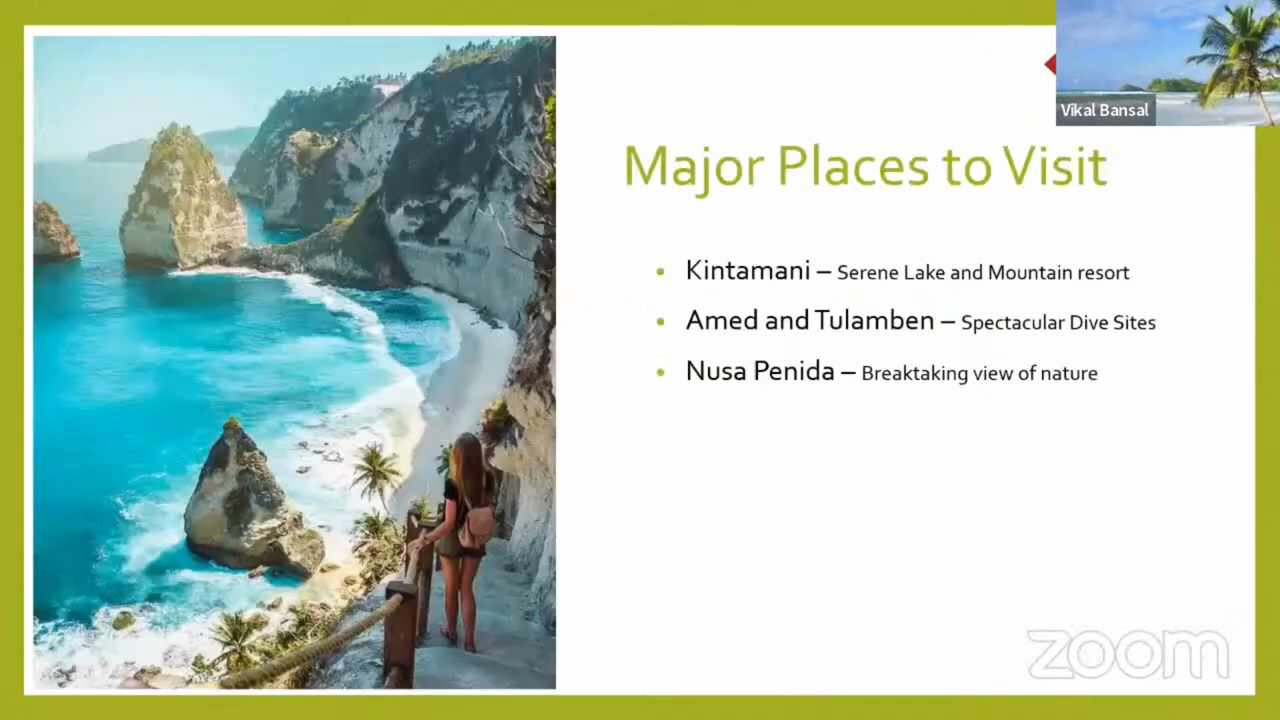 Vikal Bansal
Major Places to Visit
Kintamani – Serene Lake and Mountain resort
Amed and Tulamben – Spectacular Dive Sites
Nusa Penida – Breaktaking view of nature
zoom